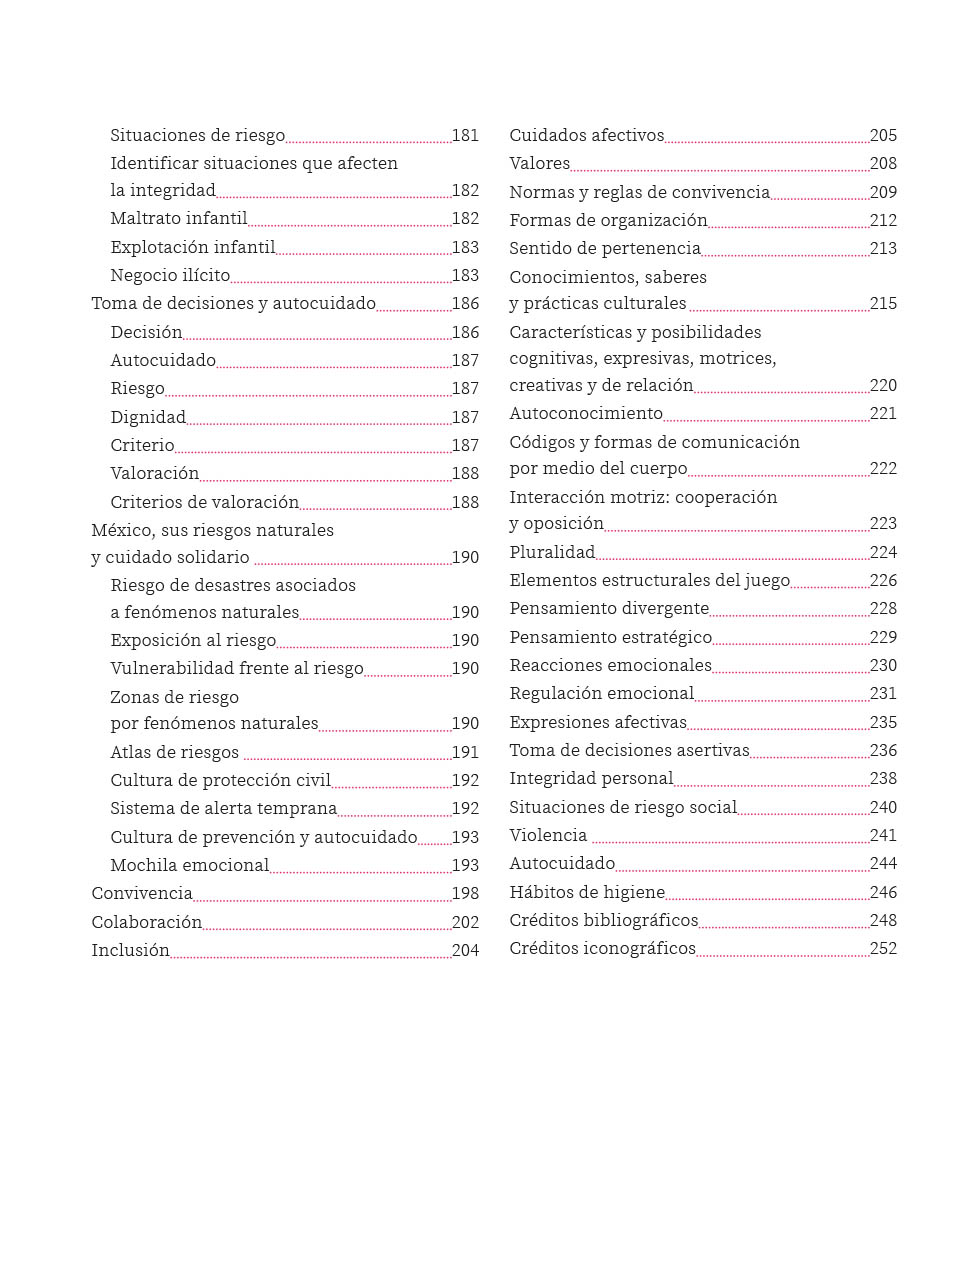 Situaciones de riesgo 181
Identificar situaciones que afecten
la integridad 182
Maltrato infantil 182
Explotación infantil 183
Negocio ilícito 183
Toma de decisiones y autocuidado 186
Decisión 186
Autocuidado 187
Riesgo 187
Dignidad 187
Criterio 187
Valoración 188
Criterios de valoración 188
México, sus riesgos naturales
y cuidado solidario 190
Riesgo de desastres asociados
a fenómenos naturales 190
Exposición al riesgo 190
Vulnerabilidad frente al riesgo 190
Zonas de riesgo
por fenómenos naturales 190
Atlas de riesgos 191
Cultura de protección civil 192
Sistema de alerta temprana 192
Cultura de prevención y autocuidado 193
Mochila emocional 193
Convivencia 198
Colaboración 202
Inclusión 204
Cuidados afectivos 205
Valores 208
Normas y reglas de convivencia 209
Formas de organización 212
Sentido de pertenencia 213
Conocimientos, saberes
y prácticas culturales 215
Características y posibilidades
cognitivas, expresivas, motrices,
creativas y de relación 220
Autoconocimiento 221
Códigos y formas de comunicación
por medio del cuerpo 222
Interacción motriz: cooperación
y oposición 223
Pluralidad 224
Elementos estructurales del juego 226
Pensamiento divergente 228
Pensamiento estratégico 229
Reacciones emocionales 230
Regulación emocional 231
Expresiones afectivas 235
Toma de decisiones asertivas 236
Integridad personal 238
Situaciones de riesgo social 240
Violencia 241
Autocuidado 244
Hábitos de higiene 246
Créditos bibliográficos 248
Créditos iconográficos 252